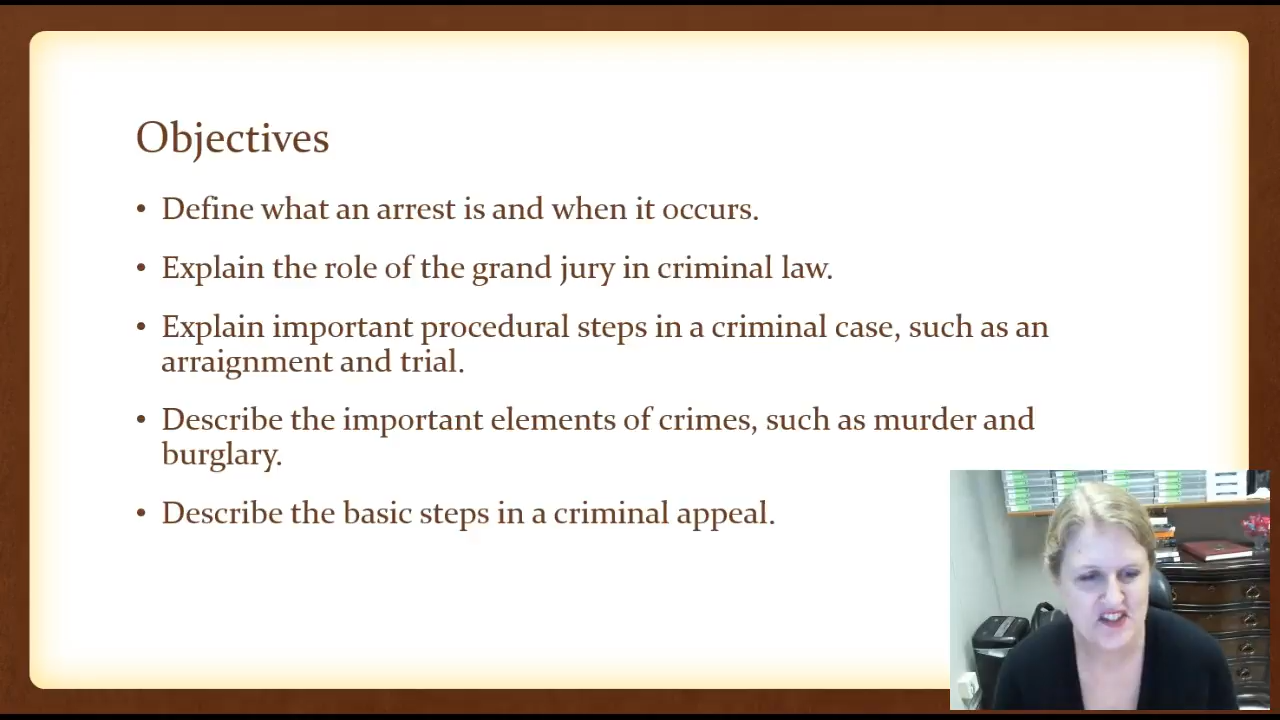 Objectives
• Define what an arrest is and when it occurs.
• Explain the role of the grand jury in criminal law.
• Explain important procedural steps in a criminal case, such as an
arraignment and trial.
• Describe the important elements of crimes, such as murder and
burglary.
• Describe the basic steps in a criminal appeal.